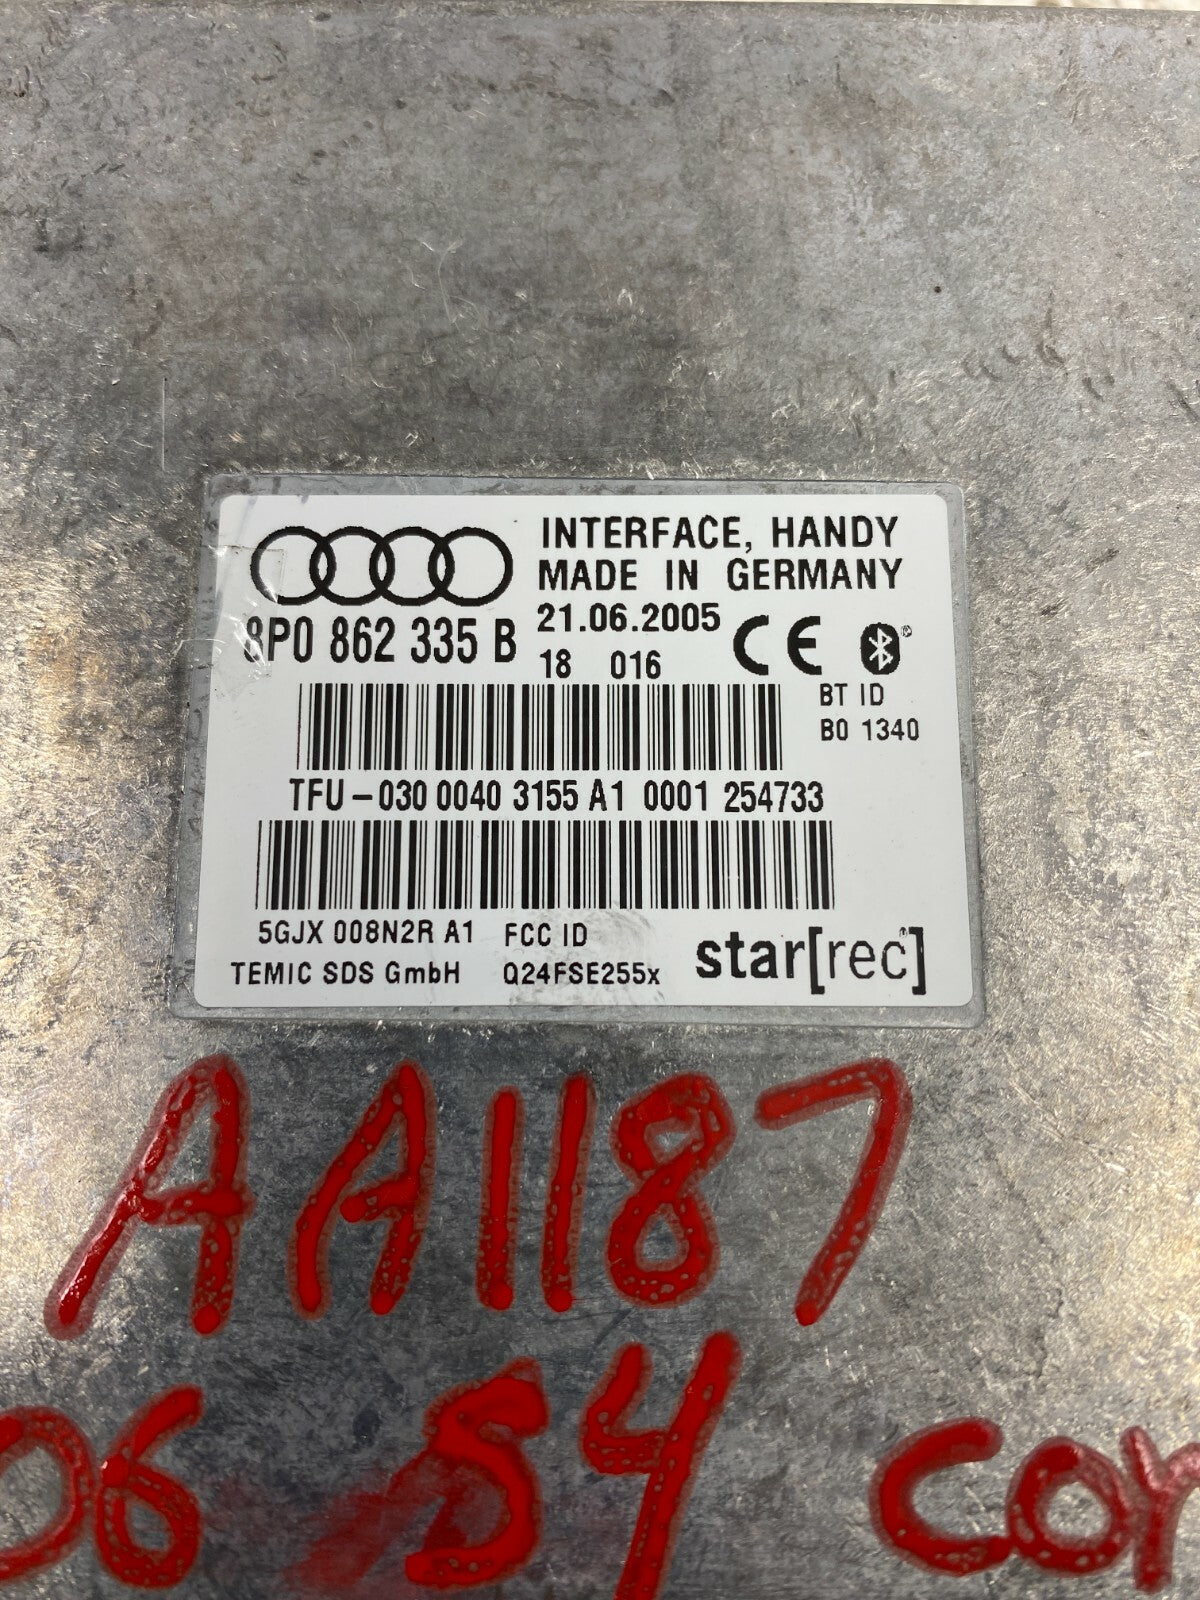 INTERFACE, HANDY
MADE IN GERMANY
8P0 862 335 B
21.06.2005
18 016
CE
BT ID
B0 1340
TFU-030 0040 3155 A1 0001 254733
5GJX 008N2R A1 FCC ID
TEMIC SDS GmbH Q24FSE255x
star[rec]
AA1187
06 S4 con